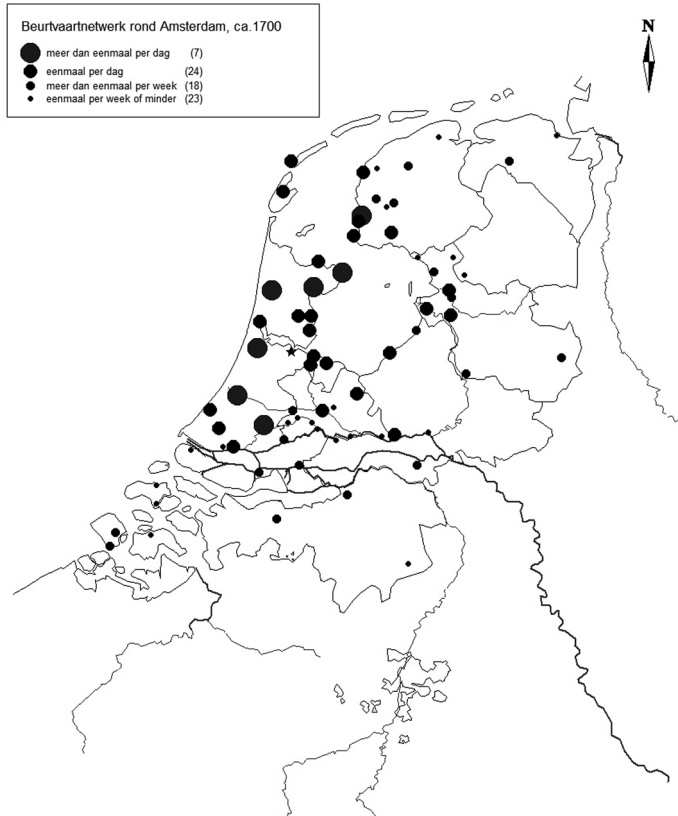 Beurtvaartnetwerk rond Amsterdam, ca.1700
meer dan eenmaal per dag (7)
eenmaal per dag (24)
meer dan eenmaal per week (18)
eenmaal per week of minder (23)
N